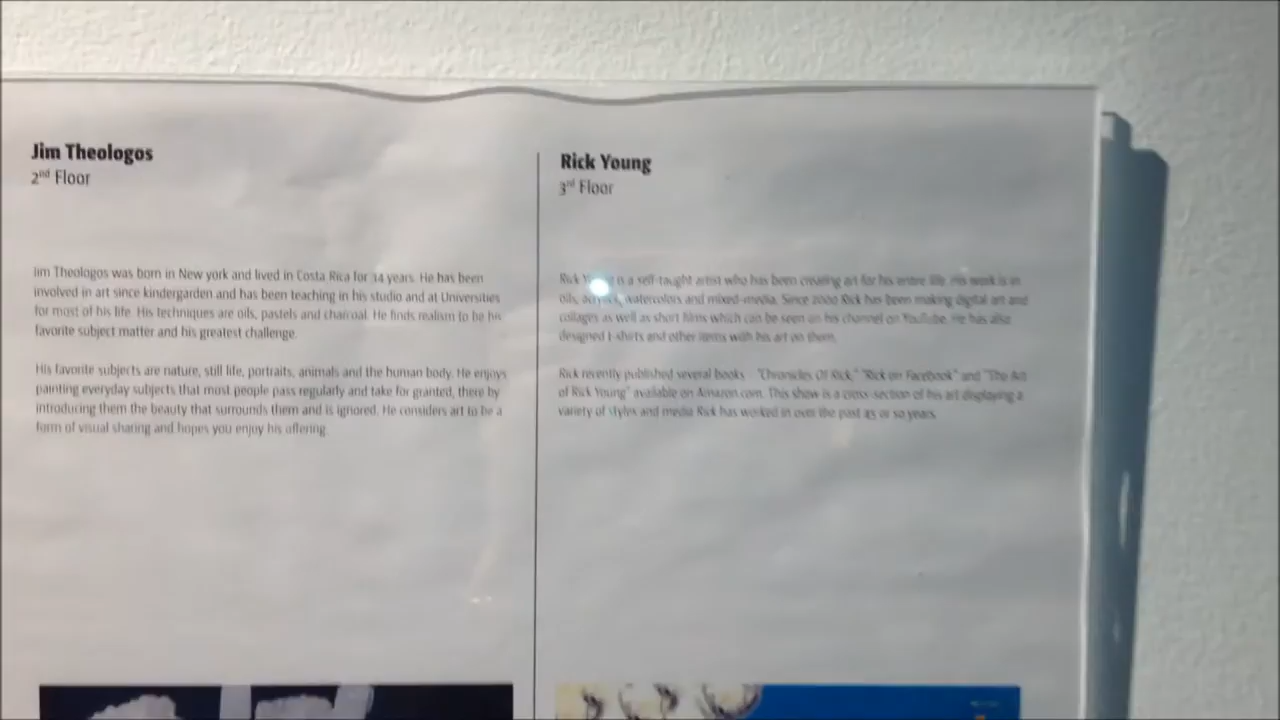 Jim Theologos
2nd Floor
Jim Theologos was born in New york and lived in Costa Rica for 14 years. He has been
involved in art since kindergarden and has been teaching in his studio and at Universities
for most of his life. His techniques are oils, pastels and charcoal. He finds realism to be his
favorite subject matter and his greatest challenge.
His favorite subjects are nature, still life, portraits, animals and the human body. He enjoys
painting everyday subjects that most people pass regularly and take for granted, there by
introducing them the beauty that surrounds them and is ignored. He considers art to be a
form of visual sharing and hopes you enjoy his offering.
Rick Young
3rd Floor
Rick Young is a self-taught artist who has been creating art for his entire life. His work is in
oils, acrylics, watercolors and mixed-media. Since 2000 Rick has been making digital art and
collages as well as short films which can be seen on his channel on YouTube. He has also
designed t-shirts and other items with his art on them.
Rick recently published several books "Chronicles Of Rick," "Rick on Facebook" and "The Art
of Rick Young" available on Amazon.com. This show is a cross-section of his art displaying a
variety of styles and media Rick has worked in over the past 45 or so years.